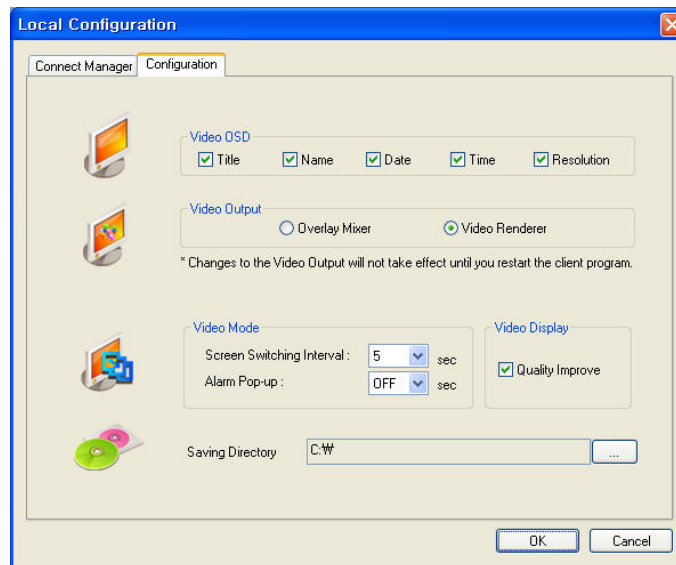 Local Configuration
Connect Manager Configuration
Video OSD
Title Name Date Time Resolution
Video Output
Overlay Mixer Video Renderer
* Changes to the Video Output will not take effect until you restart the client program.
Video Mode
Screen Switching Interval : 5 sec
Alarm Pop-up : OFF sec
Video Display
Quality Improve
Saving Directory C:₩ ...
OK Cancel